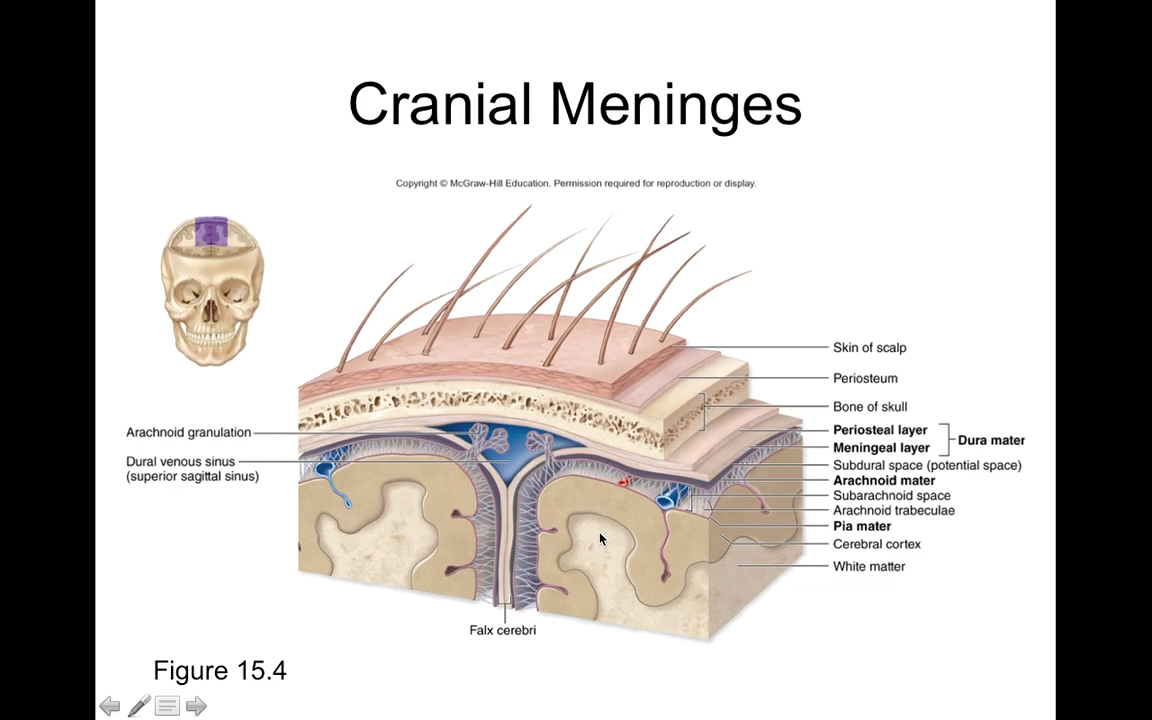 Cranial Meninges
Copyright © McGraw-Hill Education. Permission required for reproduction or display.
Skin of scalp
Periosteum
Bone of skull
Arachnoid granulation
Periosteal layer
Meningeal layer
Dura mater
Dural venous sinus
(superior sagittal sinus)
Subdural space (potential space)
Arachnoid mater
Subarachnoid space
Arachnoid trabeculae
Pia mater
Cerebral cortex
White matter
Falx cerebri
Figure 15.4